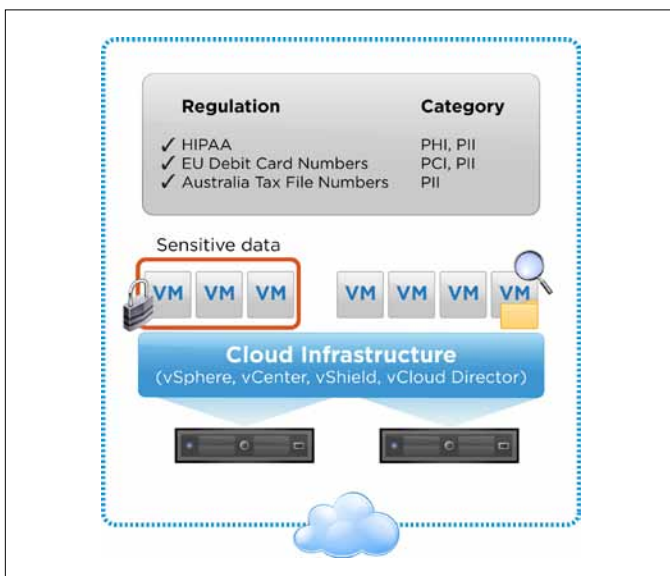 Regulation Category
✓ HIPAA PHI, PII
✓ EU Debit Card Numbers PCI, PII
✓ Australia Tax File Numbers PII
Sensitive data
VM VM VM VM VM VM VM
Cloud Infrastructure
(vSphere, vCenter, vShield, vCloud Director)